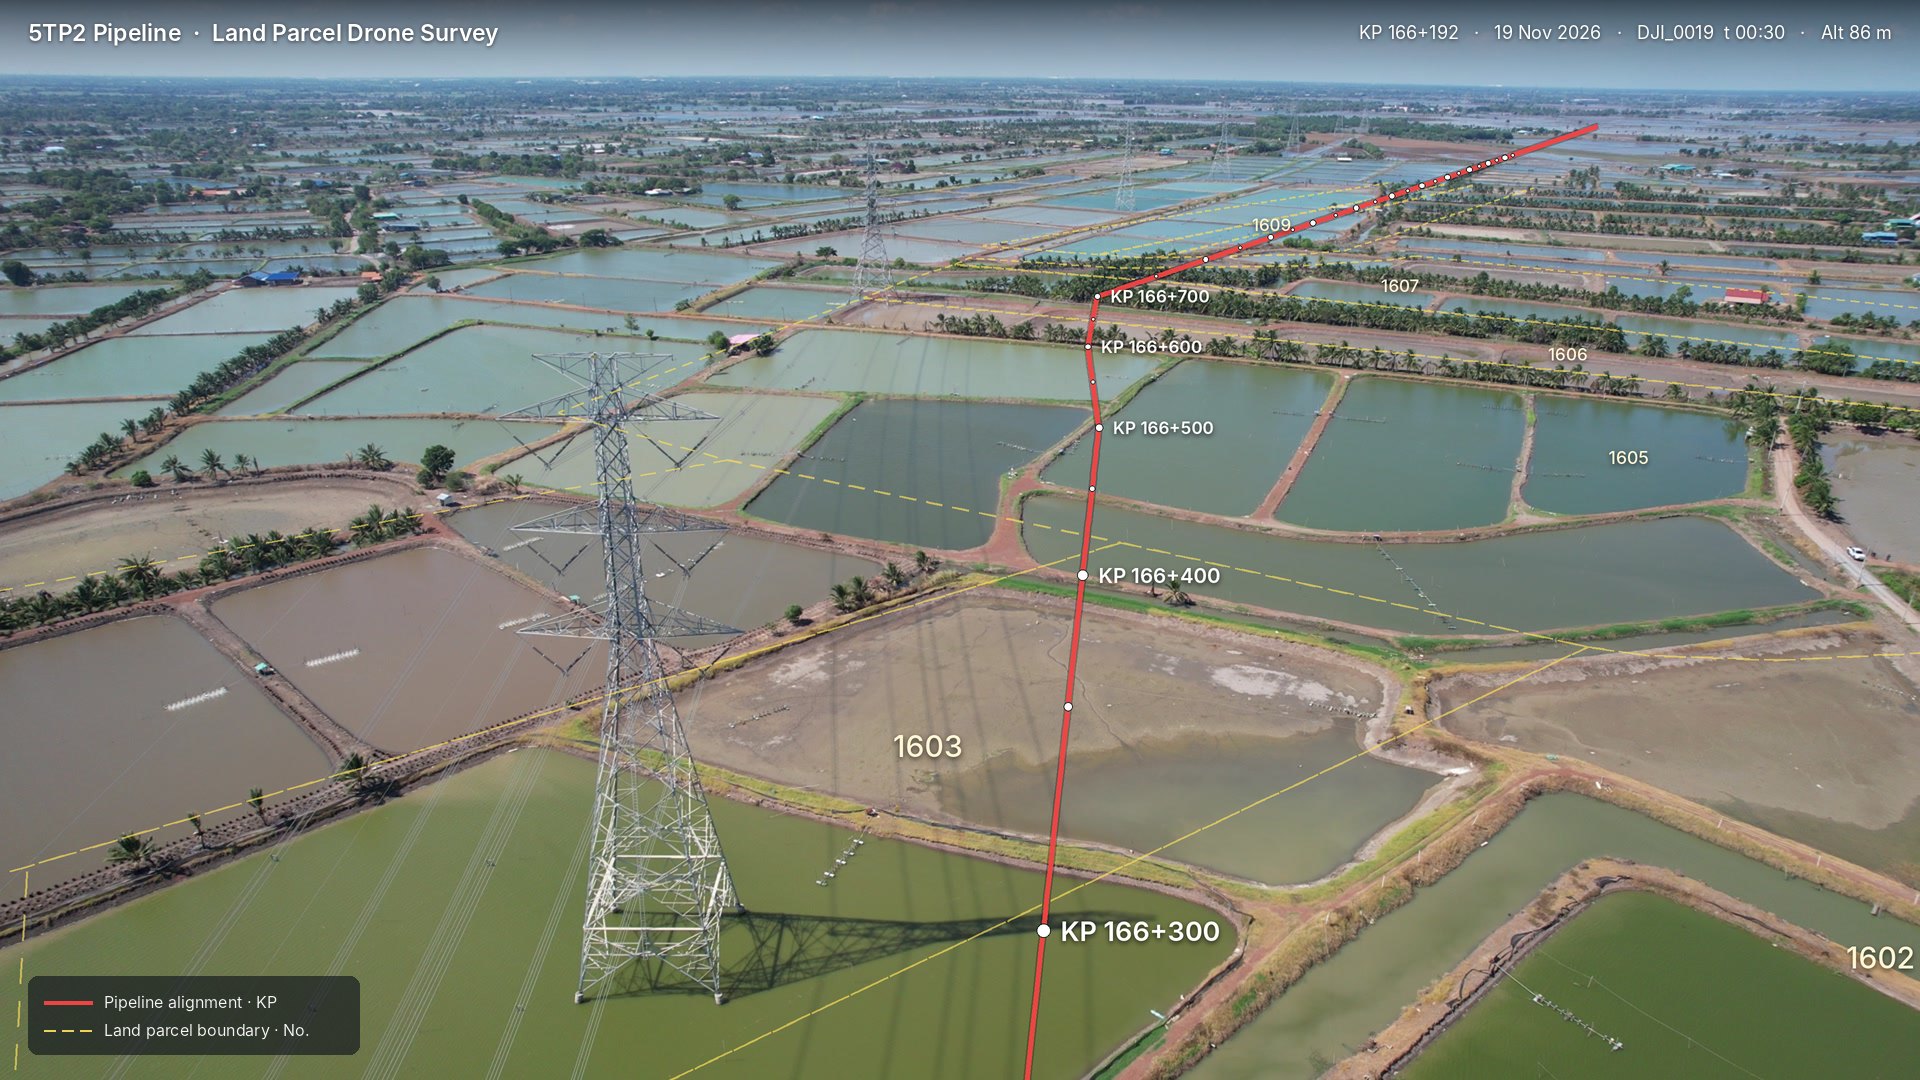 5TP2 Pipeline · Land Parcel Drone Survey
KP 166+192 · 19 Nov 2026 · DJI_0019 t 00:30 · Alt 86 m
1609
1607
KP 166+700
KP 166+600
1606
KP 166+500
1605
KP 166+400
1603
KP 166+300
1602
Pipeline alignment · KP
Land parcel boundary · No.